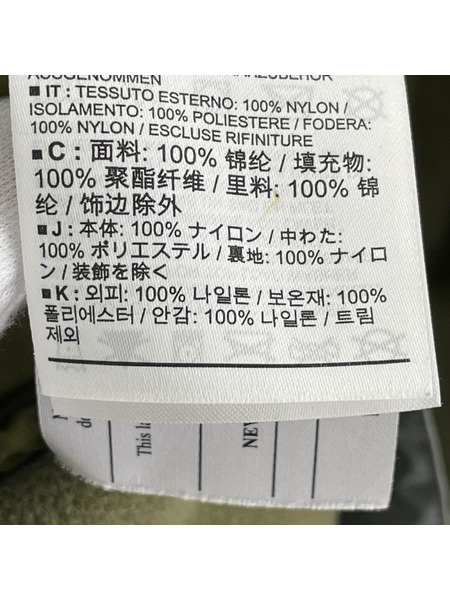 AUSGENOMMEN
■ IT : TESSUTO ESTERNO: 100% NYLON /
ISOLAMENTO: 100% POLIESTERE / FODERA:
100% NYLON / ESCLUSE RIFINITURE
■ C : 面料: 100% 锦纶 / 填充物:
100% 聚酯纤维 / 里料: 100% 锦
纶 / 饰边除外
■ J : 本体: 100% ナイロン / 中わた:
100% ポリエステル / 裏地: 100% ナイロ
ン / 装飾を除く
■ K : 외피: 100% 나일론 / 보온재: 100%
폴리에스터 / 안감: 100% 나일론 / 트림
제외
This la
NEV